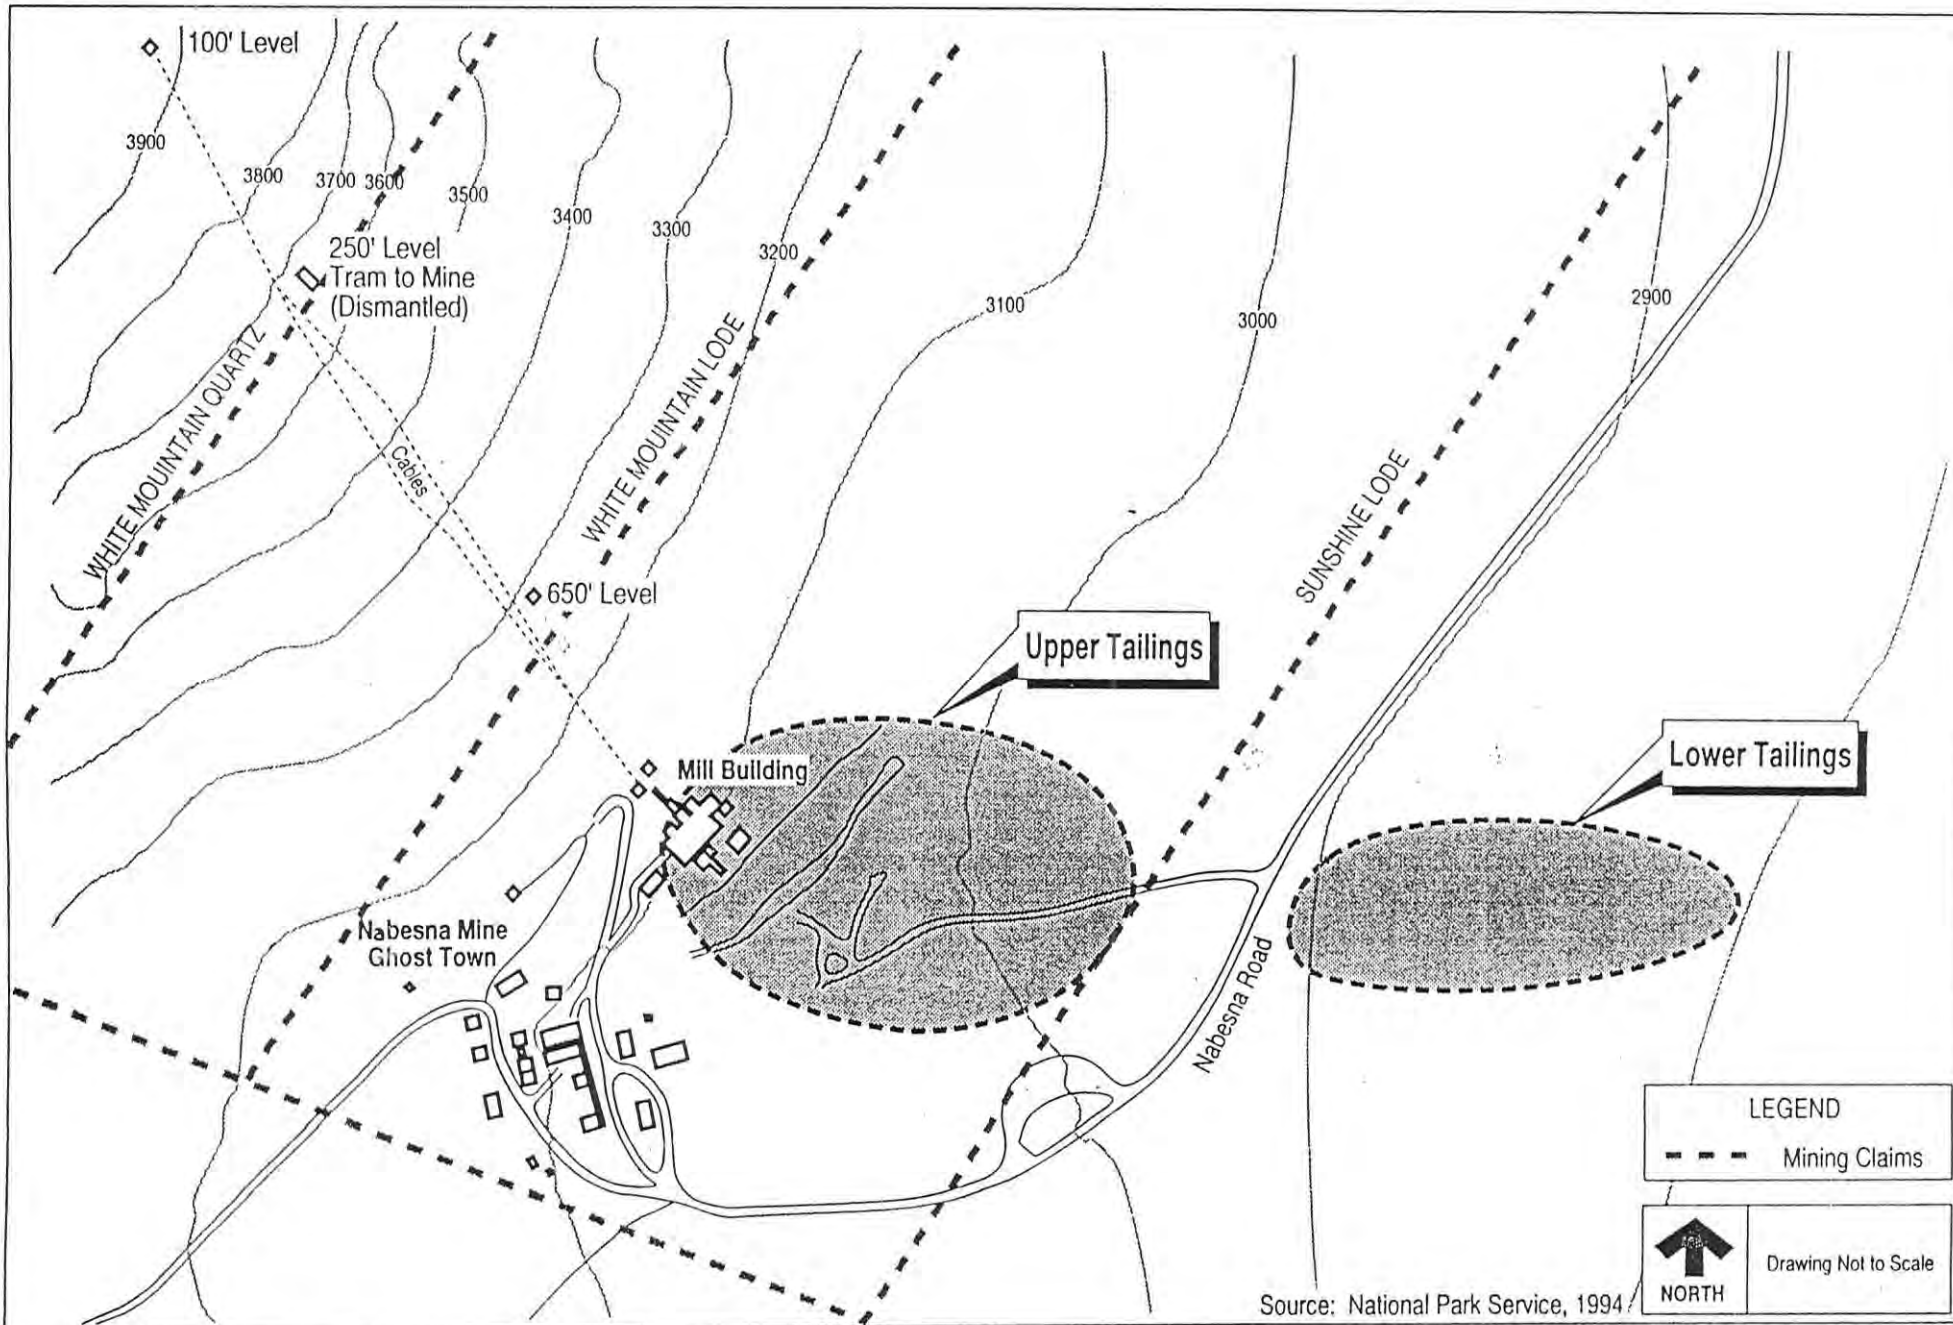 100' Level
3900
3800
3700
3600
3500
3400
3300
3200
3100
3000
2900
250' Level
Tram to Mine
(Dismantled)
WHITE MOUINTAIN QUARTZ
Cables
WHITE MOUINTAIN LODE
SUNSHINE LODE
650' Level
Upper Tailings
Lower Tailings
Mill Building
Nabesna Mine
Ghost Town
Nabesna Road
LEGEND
Mining Claims
NORTH
Drawing Not to Scale
Source: National Park Service, 1994